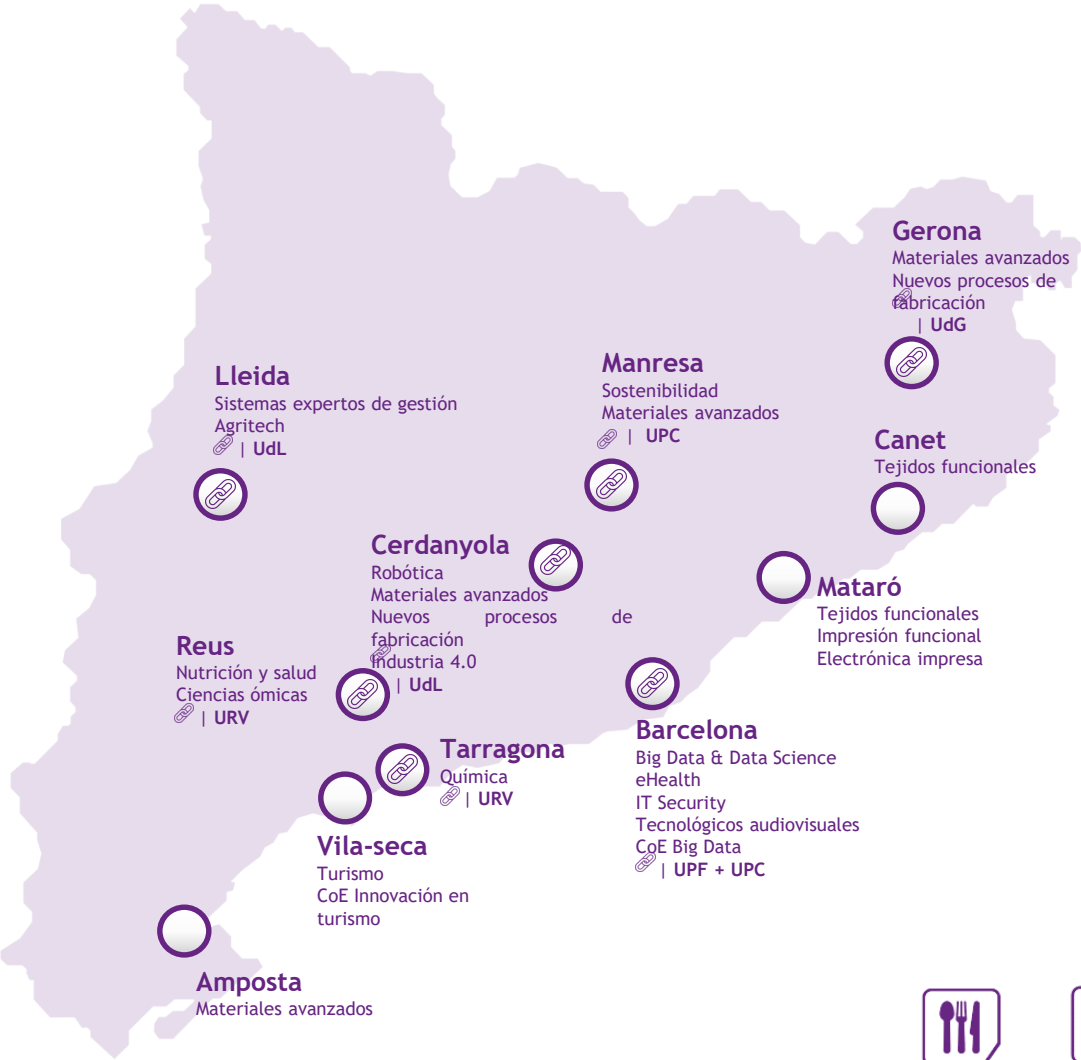 Gerona
Materiales avanzados
Nuevos procesos de
fabricación
| UdG
Lleida
Sistemas expertos de gestión
Agritech
| UdL
Manresa
Sostenibilidad
Materiales avanzados
| UPC
Canet
Tejidos funcionales
Cerdanyola
Robótica
Materiales avanzados
Nuevos procesos de
fabricación
Industria 4.0
| UdL
Mataró
Tejidos funcionales
Impresión funcional
Electrónica impresa
Reus
Nutrición y salud
Ciencias ómicas
| URV
Barcelona
Big Data & Data Science
eHealth
IT Security
Tecnológicos audiovisuales
CoE Big Data
| UPF + UPC
Tarragona
Química
| URV
Vila-seca
Turismo
CoE Innovación en
turismo
Amposta
Materiales avanzados